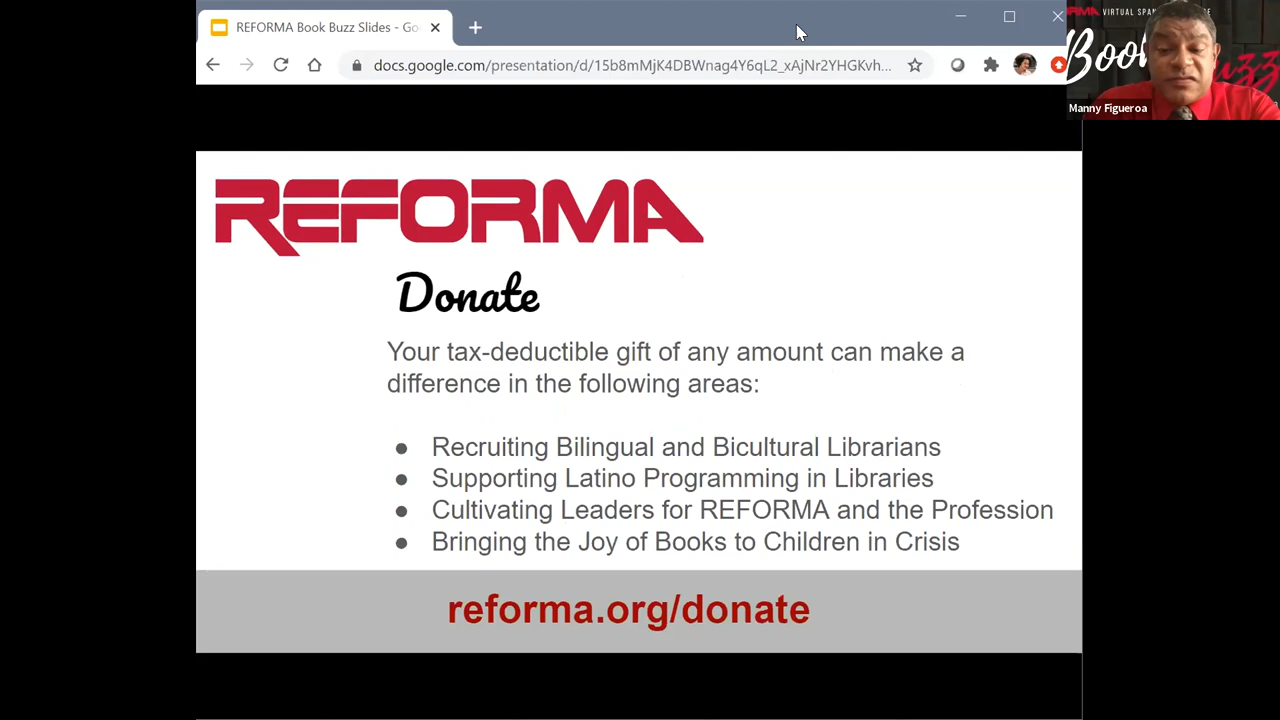 REFORMA Book Buzz Slides - Go
docs.google.com/presentation/d/15b8mMjK4DBWnag4Y6qL2_xAjNr2YHGKvh...
VIRTUAL
Book
Manny Figueroa
REFORMA
Donate
Your tax-deductible gift of any amount can make a
difference in the following areas:
● Recruiting Bilingual and Bicultural Librarians
● Supporting Latino Programming in Libraries
● Cultivating Leaders for REFORMA and the Profession
● Bringing the Joy of Books to Children in Crisis
reforma.org/donate